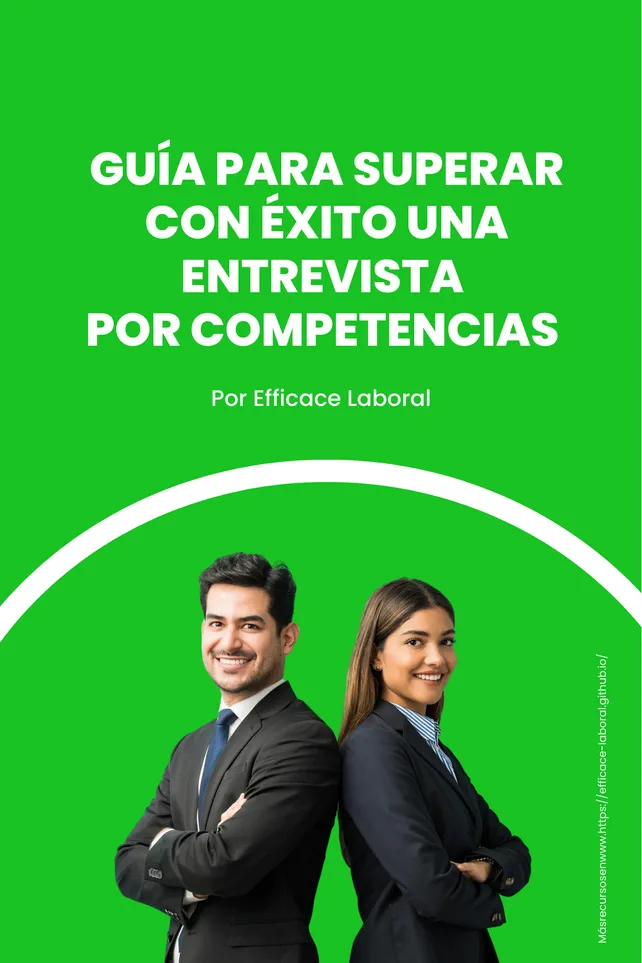 GUÍA PARA SUPERAR
CON ÉXITO UNA
ENTREVISTA
POR COMPETENCIAS
Por Efficace Laboral
Másrecursosenwww.https://efficace-laboral.github.io/